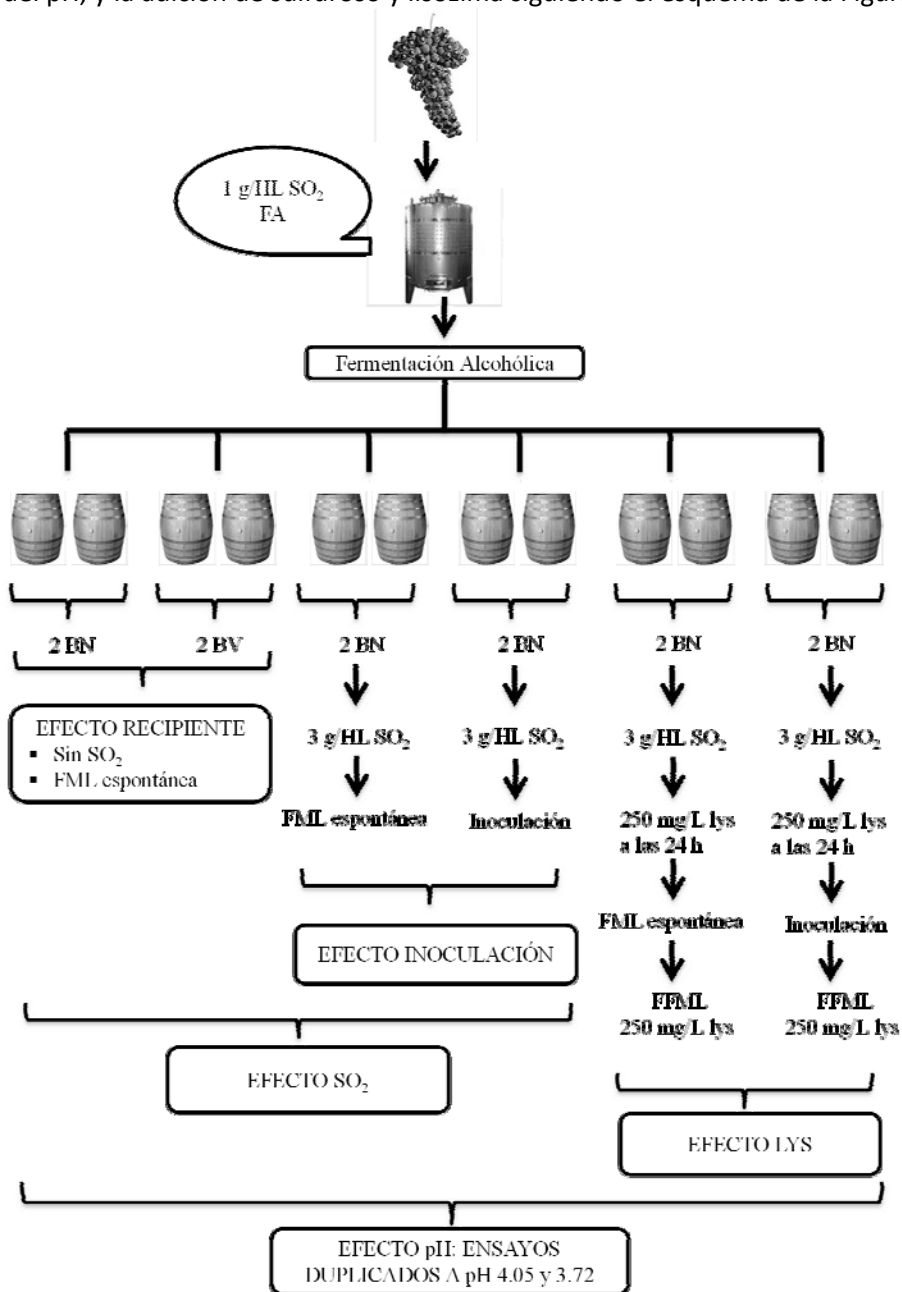 del pH, y la adición de sulfuroso y lisozima siguiendo el esquema de la Figur
1 g/HL SO₂
FA
Fermentación Alcohólica
2 BN
2 BV
2 BN
2 BN
2 BN
2 BN
EFECTO RECIPIENTE
▪ Sin SO₂
▪ FML espontánea
3 g/HL SO₂
3 g/HL SO₂
3 g/HL SO₂
3 g/HL SO₂
FML espontánea
Inoculación
250 mg/L lys
a las 24 h
250 mg/L lys
a las 24 h
FML espontánea
Inoculación
EFECTO INOCULACIÓN
FFML
250 mg/L lys
FFML
250 mg/L lys
EFECTO SO₂
EFECTO LYS
EFECTO pH: ENSAYOS
DUPLICADOS A pH 4.05 y 3.72